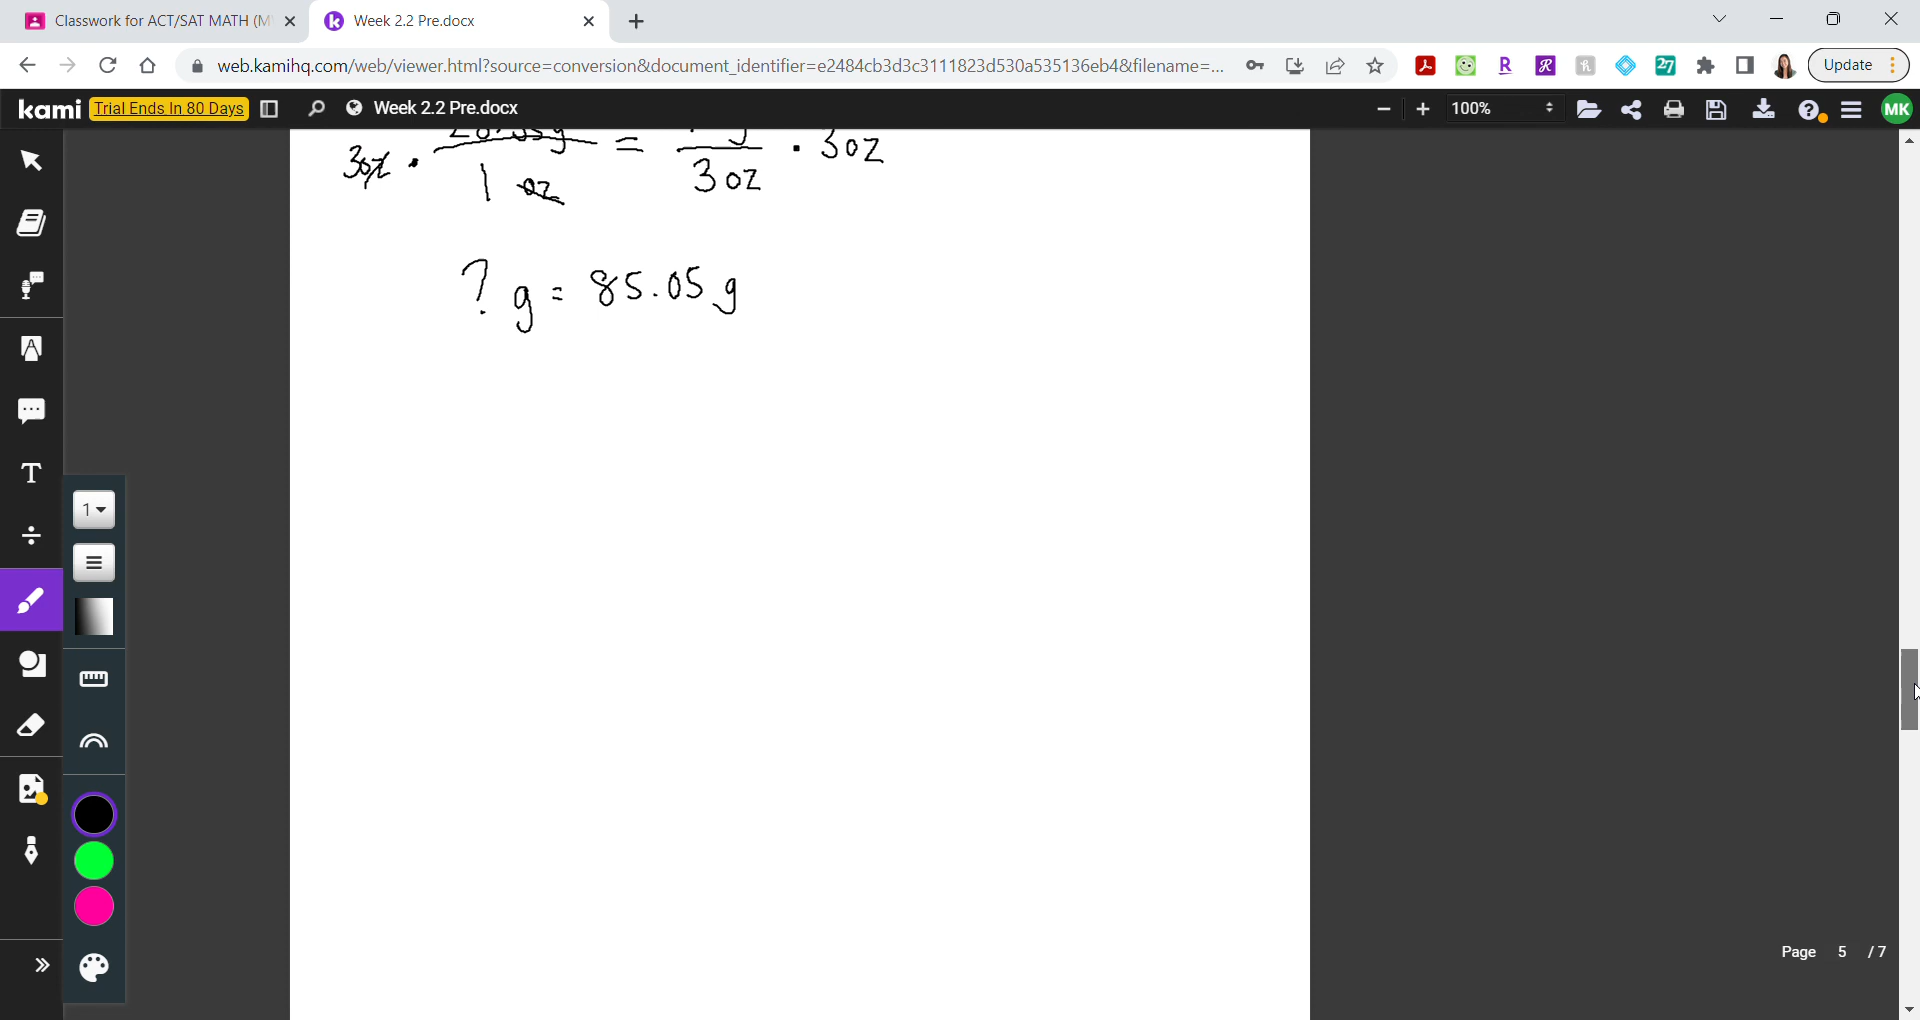 Classwork for ACT/SAT MATH (M
Week 2.2 Pre.docx
web.kamihq.com/web/viewer.html?source=conversion&document_identifier=e2484cb3d3c3111823d530a535136eb4&filename=...
Update
kami Trial Ends In 80 Days
Week 2.2 Pre.docx
100%
MK
3oz · = · 3oz
1 oz 3 oz
? g = 85.05 g
T
1
Page 5 / 7